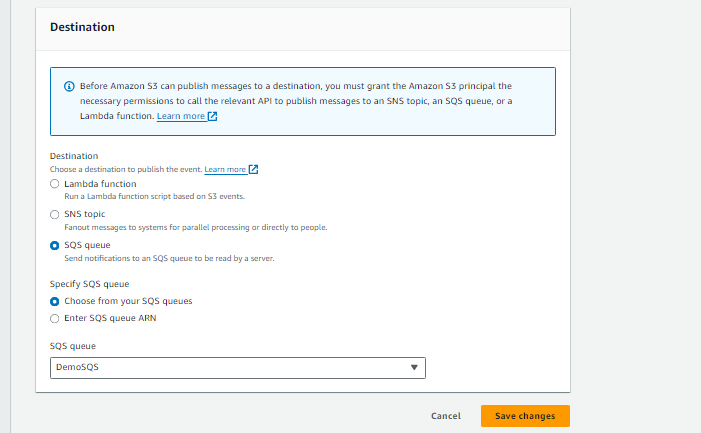 Destination
Before Amazon S3 can publish messages to a destination, you must grant the Amazon S3 principal the
necessary permissions to call the relevant API to publish messages to an SNS topic, an SQS queue, or a
Lambda function. Learn more
Destination
Choose a destination to publish the event. Learn more
Lambda function
Run a Lambda function script based on S3 events.
SNS topic
Fanout messages to systems for parallel processing or directly to people.
SQS queue
Send notifications to an SQS queue to be read by a server.
Specify SQS queue
Choose from your SQS queues
Enter SQS queue ARN
SQS queue
DemoSQS
Cancel Save changes